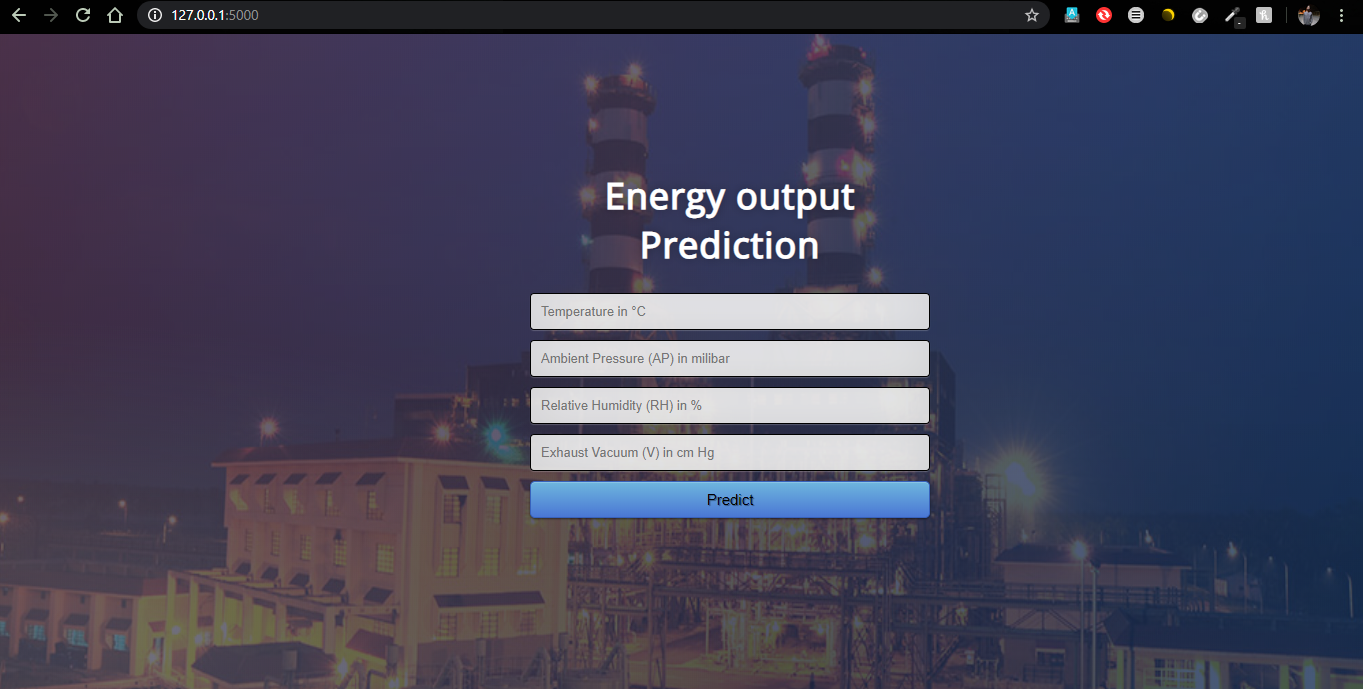 127.0.0.1:5000
Energy output
Prediction
Temperature in °C
Ambient Pressure (AP) in milibar
Relative Humidity (RH) in %
Exhaust Vacuum (V) in cm Hg
Predict